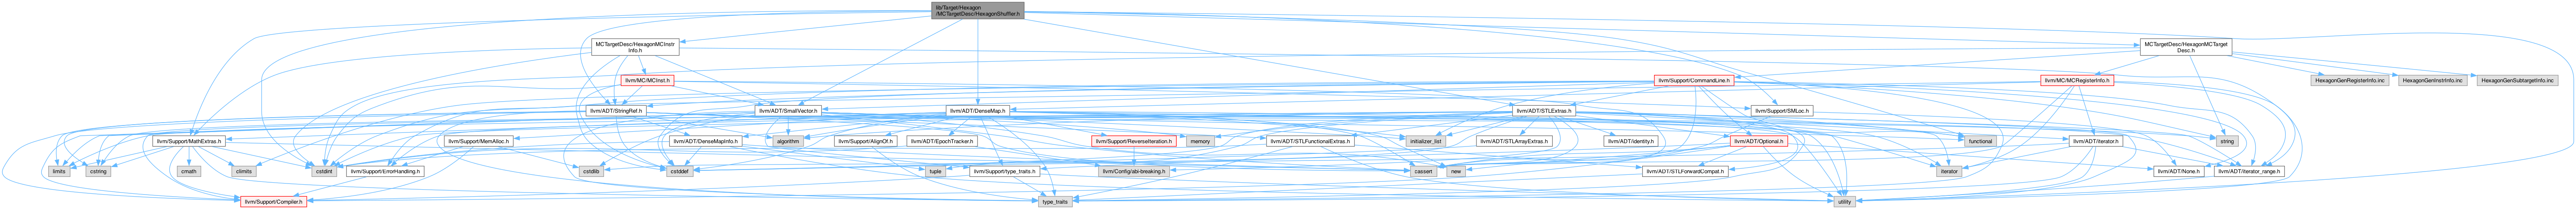 lib/Target/Hexagon
/MCTargetDesc/HexagonShuffler.h
MCTargetDesc/HexagonMCInstr
Info.h
MCTargetDesc/HexagonMCTarget
Desc.h
llvm/MC/MCInst.h
llvm/Support/CommandLine.h
llvm/MC/MCRegisterInfo.h
HexagonGenRegisterInfo.inc
HexagonGenInstrInfo.inc
HexagonGenSubtargetInfo.inc
llvm/ADT/StringRef.h
llvm/ADT/SmallVector.h
llvm/ADT/DenseMap.h
llvm/ADT/STLExtras.h
llvm/Support/SMLoc.h
llvm/Support/MathExtras.h
llvm/Support/MemAlloc.h
llvm/ADT/DenseMapInfo.h
algorithm
llvm/Support/AlignOf.h
llvm/ADT/EpochTracker.h
llvm/Support/ReverseIteration.h
memory
llvm/ADT/STLFunctionalExtras.h
initializer_list
llvm/ADT/STLArrayExtras.h
llvm/ADT/identity.h
llvm/ADT/Optional.h
functional
llvm/ADT/iterator.h
string
limits
cstring
cmath
climits
cstdint
llvm/Support/ErrorHandling.h
cstdlib
cstddef
tuple
llvm/Support/type_traits.h
llvm/Config/abi-breaking.h
cassert
new
llvm/ADT/STLForwardCompat.h
iterator
llvm/ADT/None.h
llvm/ADT/iterator_range.h
llvm/Support/Compiler.h
type_traits
utility